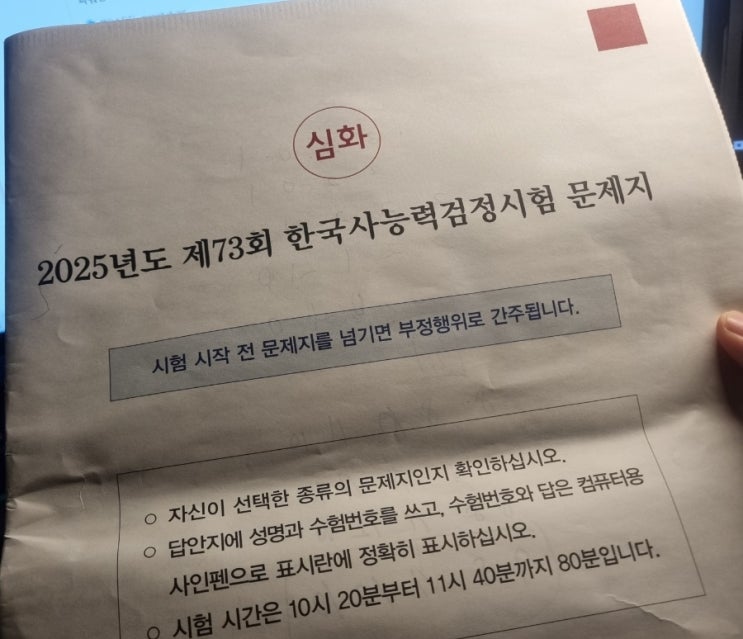 심화
2025년도 제73회 한국사능력검정시험 문제지
시험 시작 전 문제지를 넘기면 부정행위로 간주됩니다.
○ 자신이 선택한 종류의 문제지인지 확인하십시오.
○ 답안지에 성명과 수험번호를 쓰고, 수험번호와 답은 컴퓨터용
사인펜으로 표시란에 정확히 표시하십시오.
○ 시험 시간은 10시 20분부터 11시 40분까지 80분입니다.